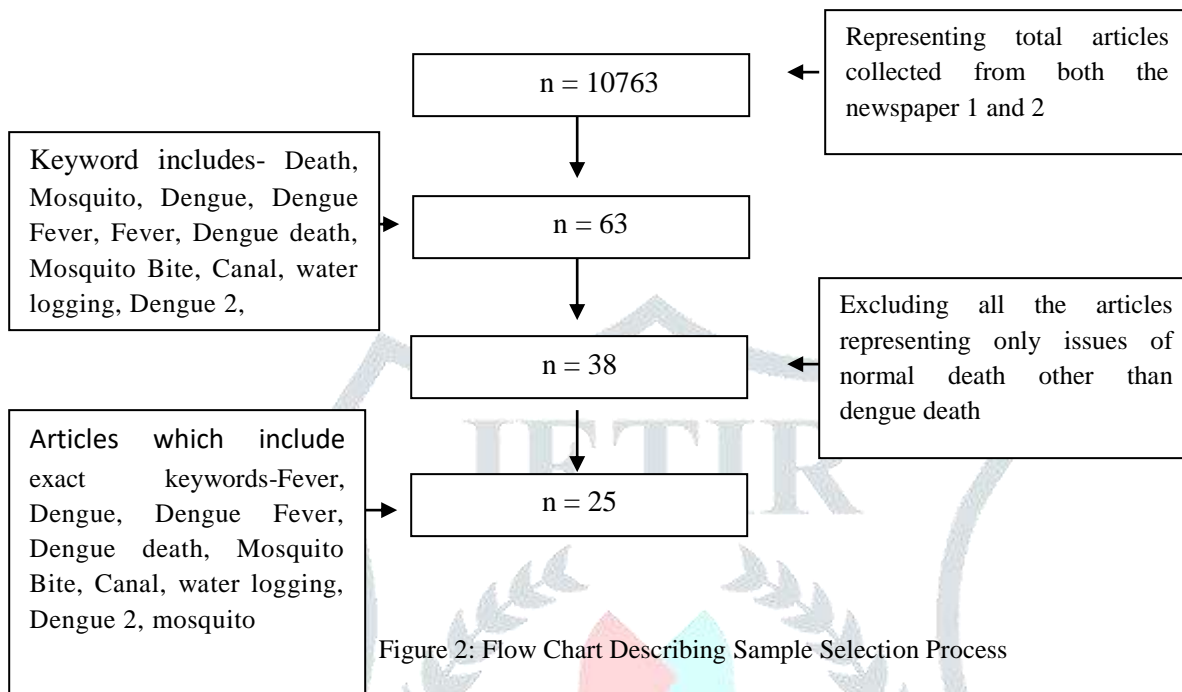 n = 10763
Representing total articles
collected from both the
newspaper 1 and 2
Keyword includes- Death,
Mosquito, Dengue, Dengue
Fever, Fever, Dengue death,
Mosquito Bite, Canal, water
logging, Dengue 2,
n = 63
n = 38
Excluding all the articles
representing only issues of
normal death other than
dengue death
Articles which include
exact keywords-Fever,
Dengue, Dengue Fever,
Dengue death, Mosquito
Bite, Canal, water logging,
Dengue 2, mosquito
n = 25
JETIR
Figure 2: Flow Chart Describing Sample Selection Process